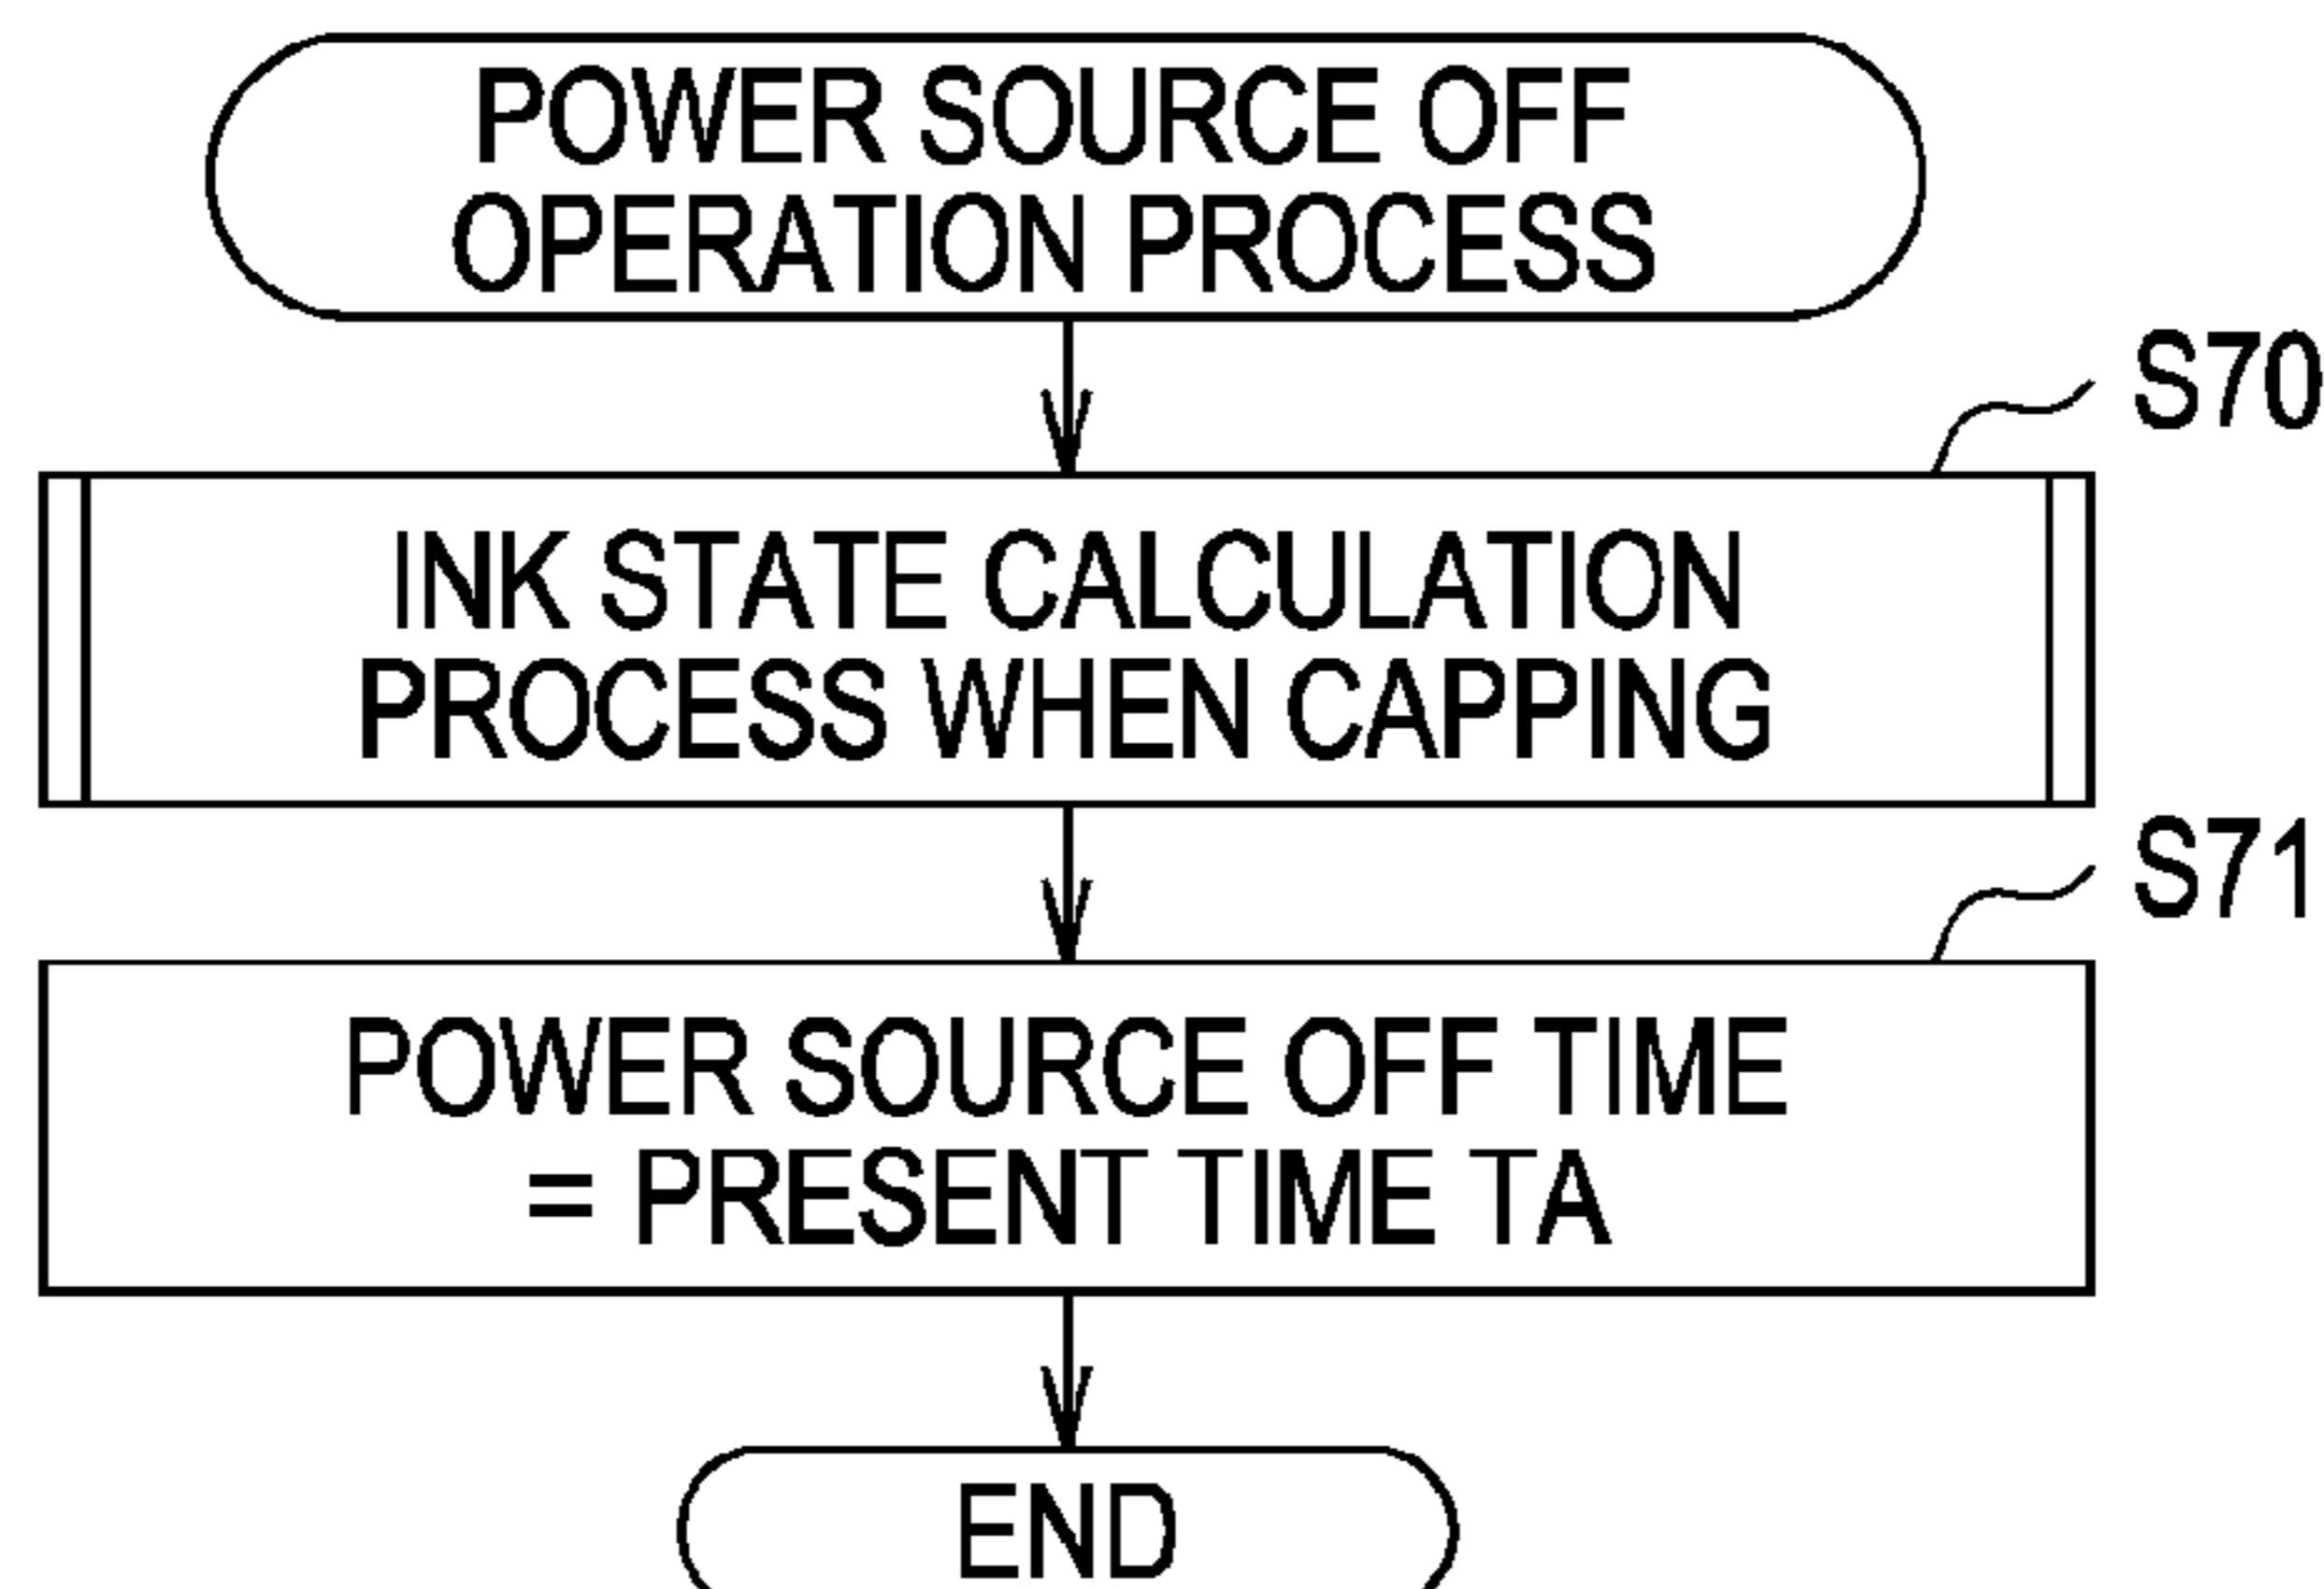 POWER SOURCE OFF
OPERATION PROCESS
S70
INK STATE CALCULATION
PROCESS WHEN CAPPING
S71
POWER SOURCE OFF TIME
= PRESENT TIME TA
END